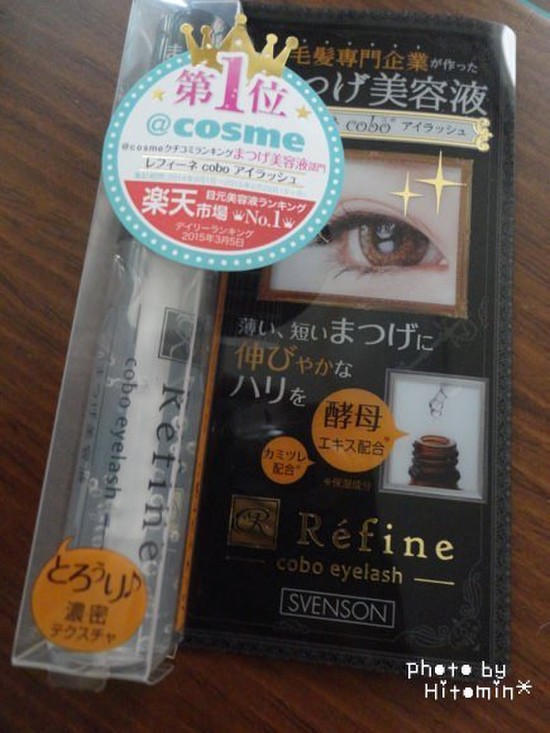 毛髪専門企業が作った
まつげ美容液
cobo アイラッシュ
第1位
@cosme
@cosmeクチコミランキングまつげ美容液部門
レフィーネ cobo アイラッシュ
楽天市場
目元美容液ランキング
No.1
デイリーランキング
2015年3月5日
薄い、短いまつげに
伸びやかな
ハリを
酵母
エキス配合*
カミツレ
配合*
*保湿成分
Réfine
cobo eyelash
SVENSON
Réfine
cobo eyelash
とろぅり♪
濃密
テクスチャ
photo by
Hitomin*